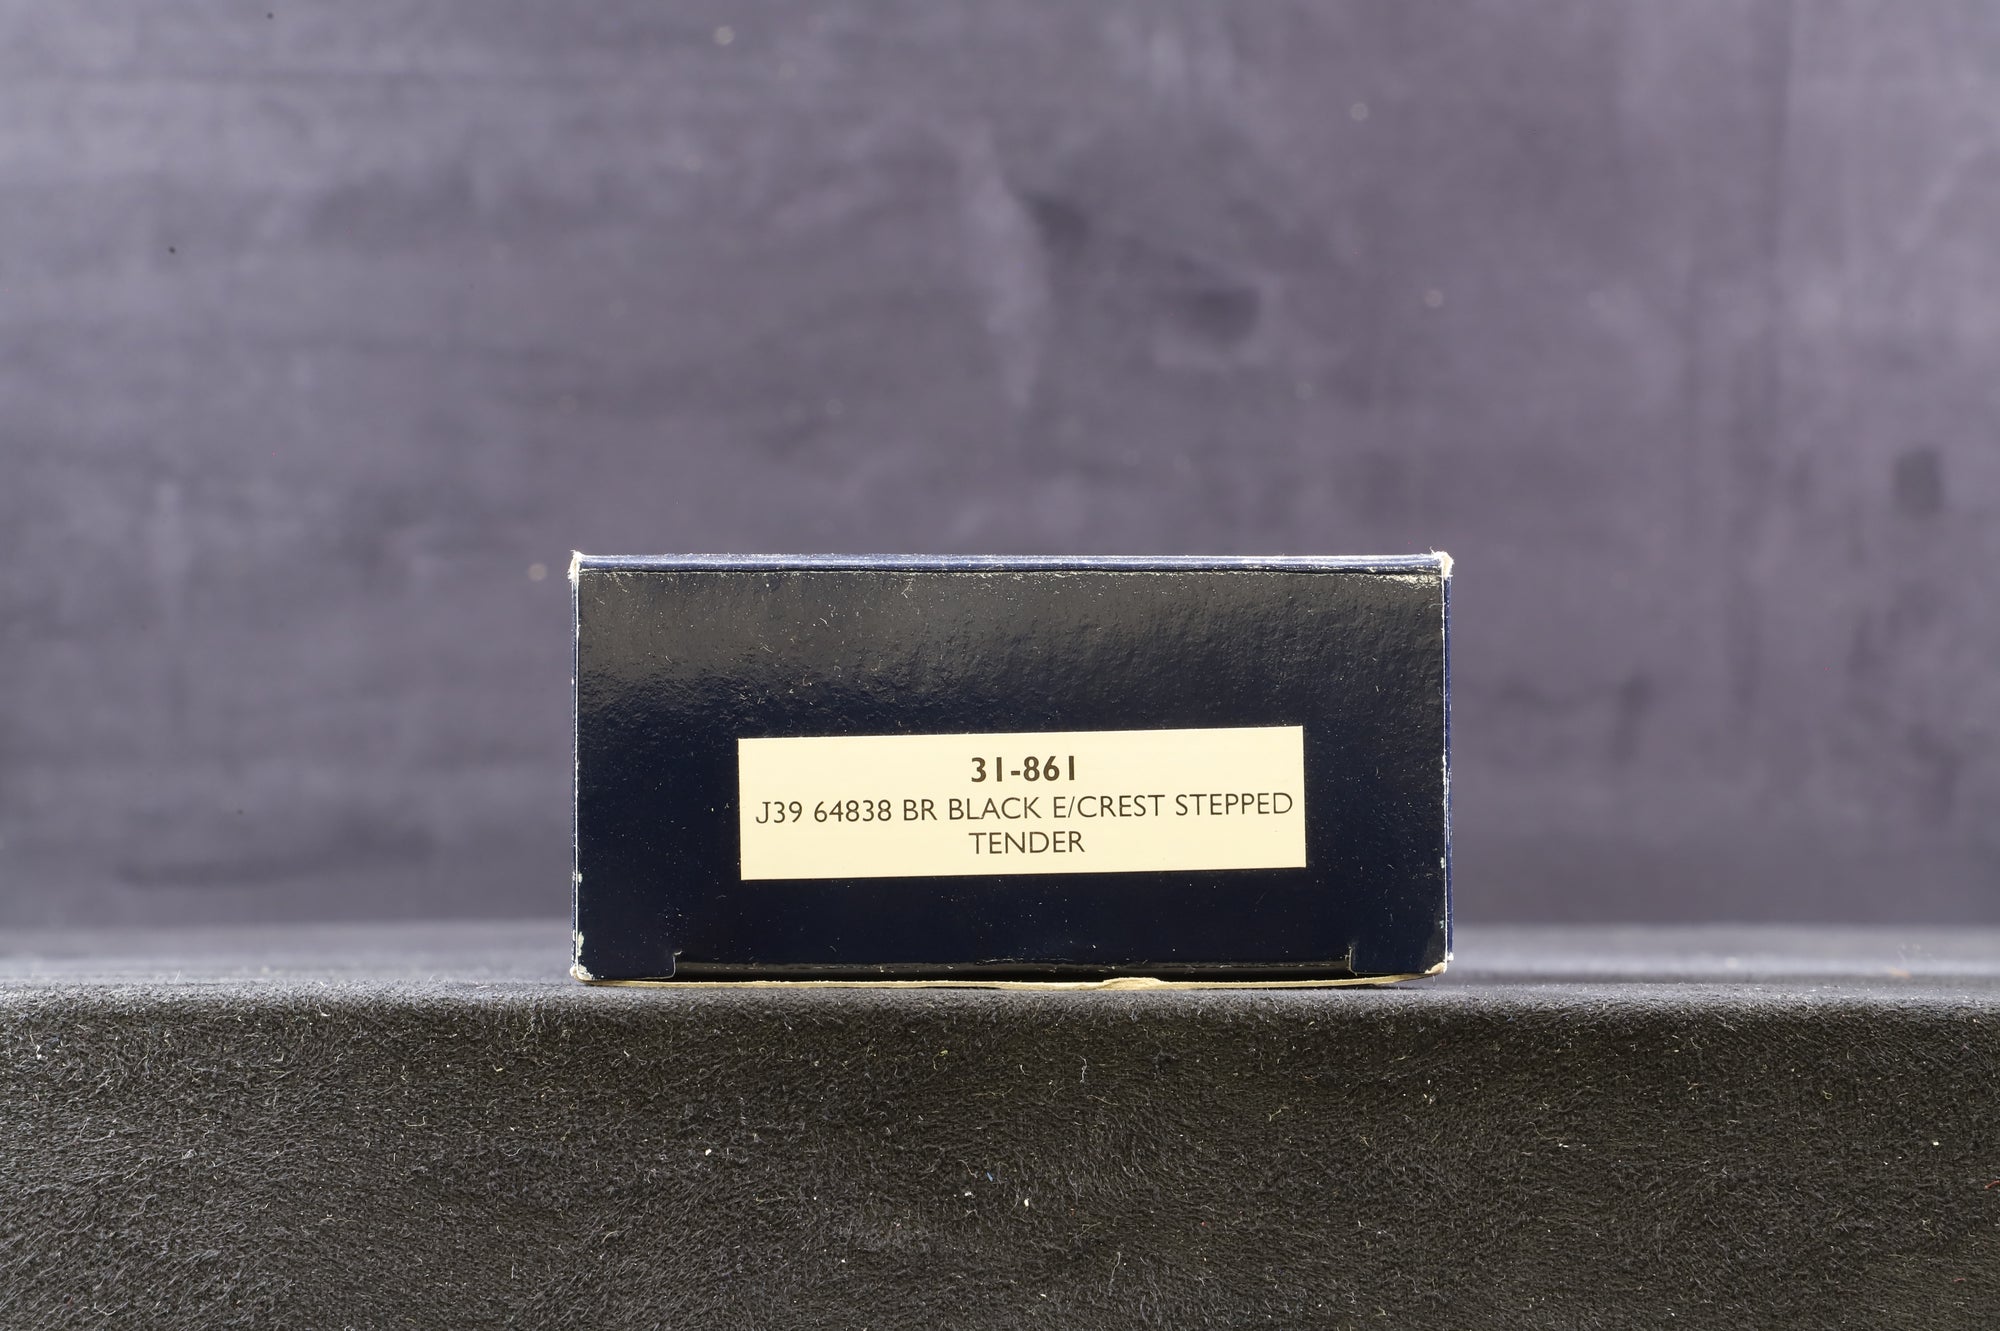 31-861
J39 64838 BR BLACK E/CREST STEPPED
TENDER